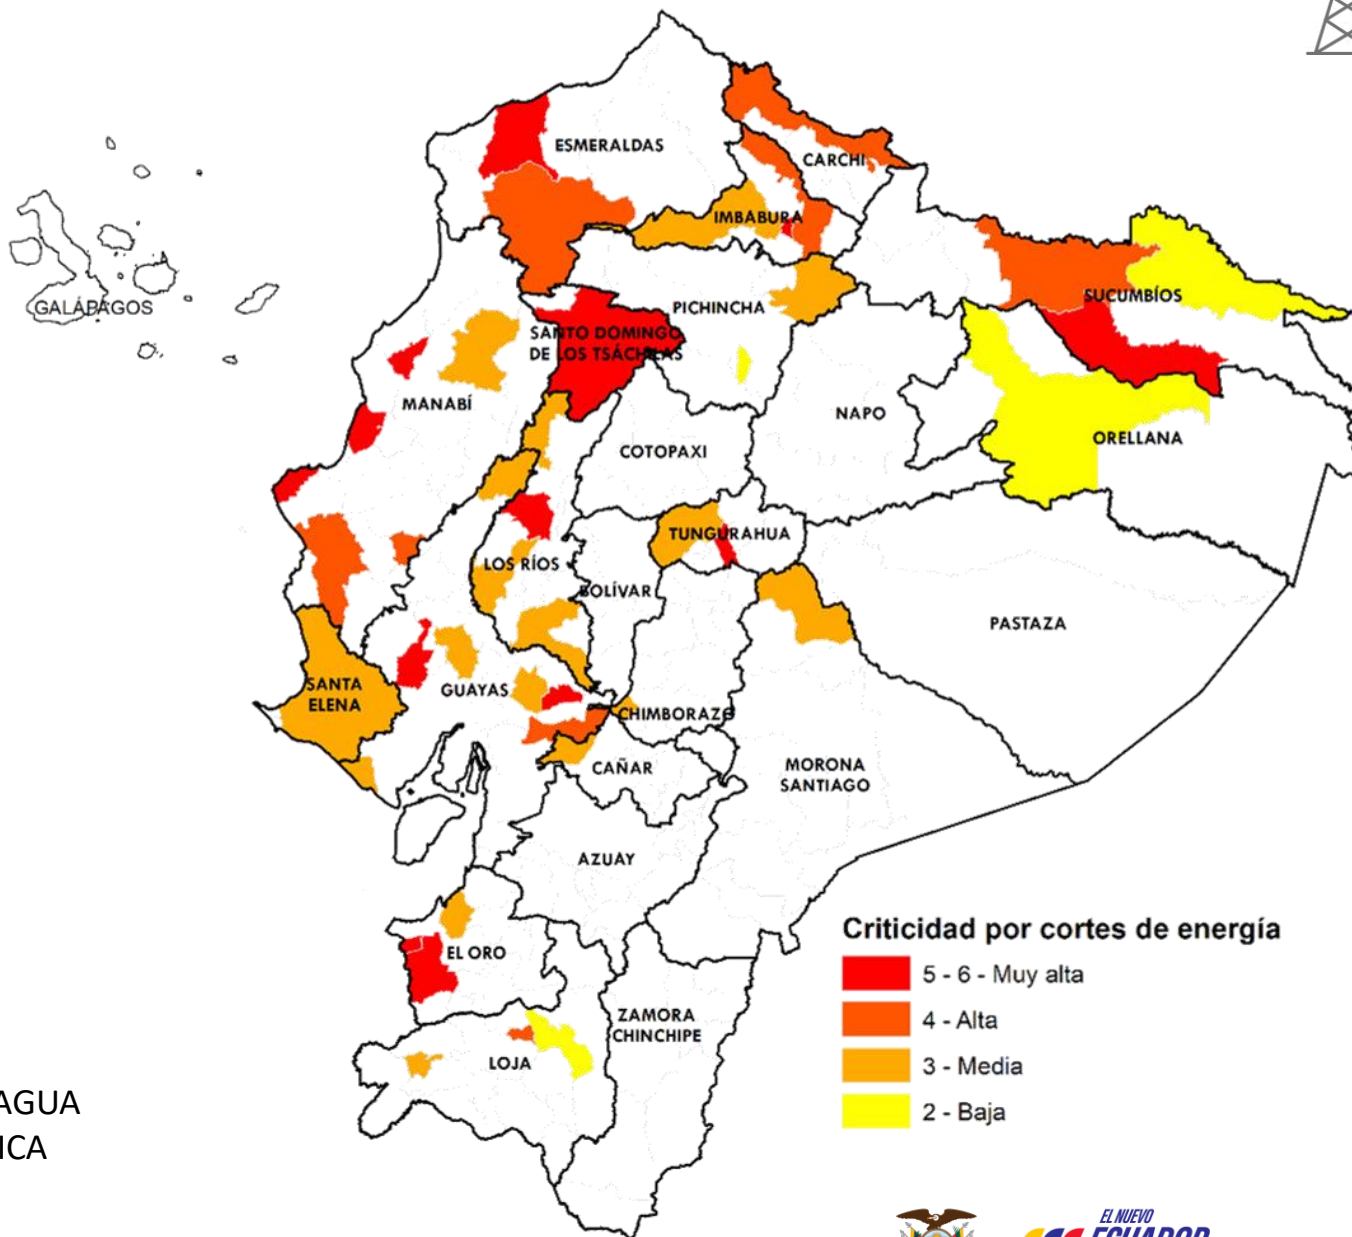 ESMERALDAS
CARCHI
IMBABURA
GALÁPAGOS
PICHINCHA
SUCUMBÍOS
SANTO DOMINGO
DE LOS TSÁCHILAS
MANABÍ
NAPO
ORELLANA
COTOPAXI
TUNGURAHUA
LOS RÍOS
BOLÍVAR
PASTAZA
SANTA
ELENA
GUAYAS
CHIMBORAZO
CAÑAR
MORONA
SANTIAGO
AZUAY
EL ORO
ZAMORA
CHINCHIPE
LOJA
Criticidad por cortes de energía
5 - 6 - Muy alta
4 - Alta
3 - Media
2 - Baja
AGUA
ICA
EL NUEVO
ECUADOR